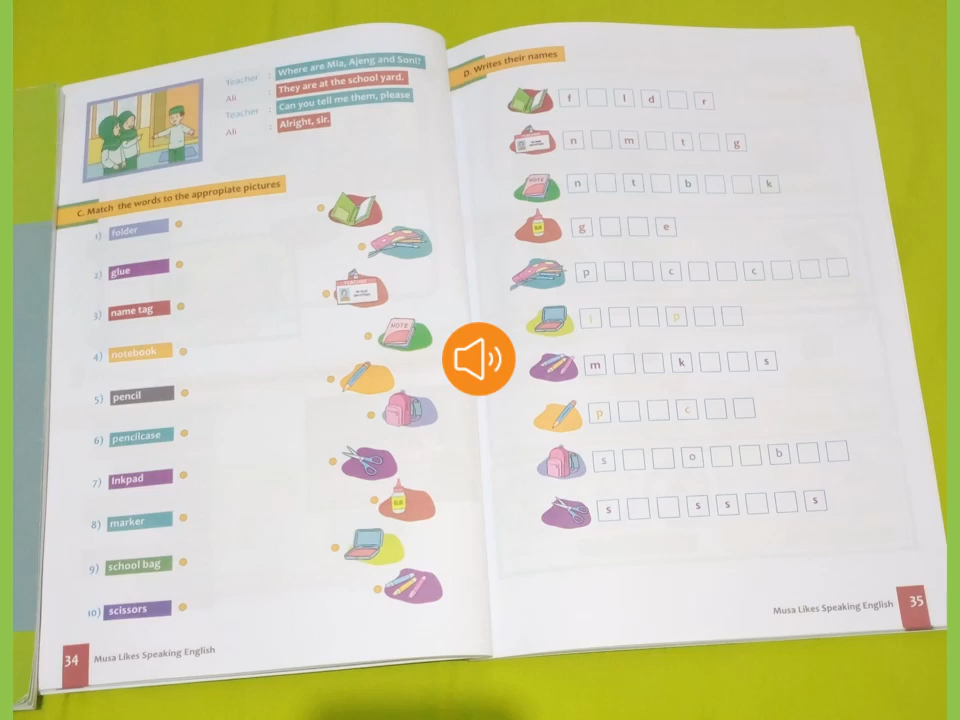 Teacher : Where are Mia, Ajeng and Soni?
Ali : They are at the school yard.
Teacher : Can you tell me them, please
Ali : Alright, sir.
C. Match the words to the appropiate pictures
1) folder
2) glue
3) name tag
4) notebook
5) pencil
6) pencilcase
7) Inkpad
8) marker
9) school bag
10) scissors
TEACHER
NOTE
34 Musa Likes Speaking English
D. Writes their names
f l d r
n m t g
NOTE
n t b k
g e
p c c
i p
m k s
p c
s o b
s s s s
Musa Likes Speaking English 35